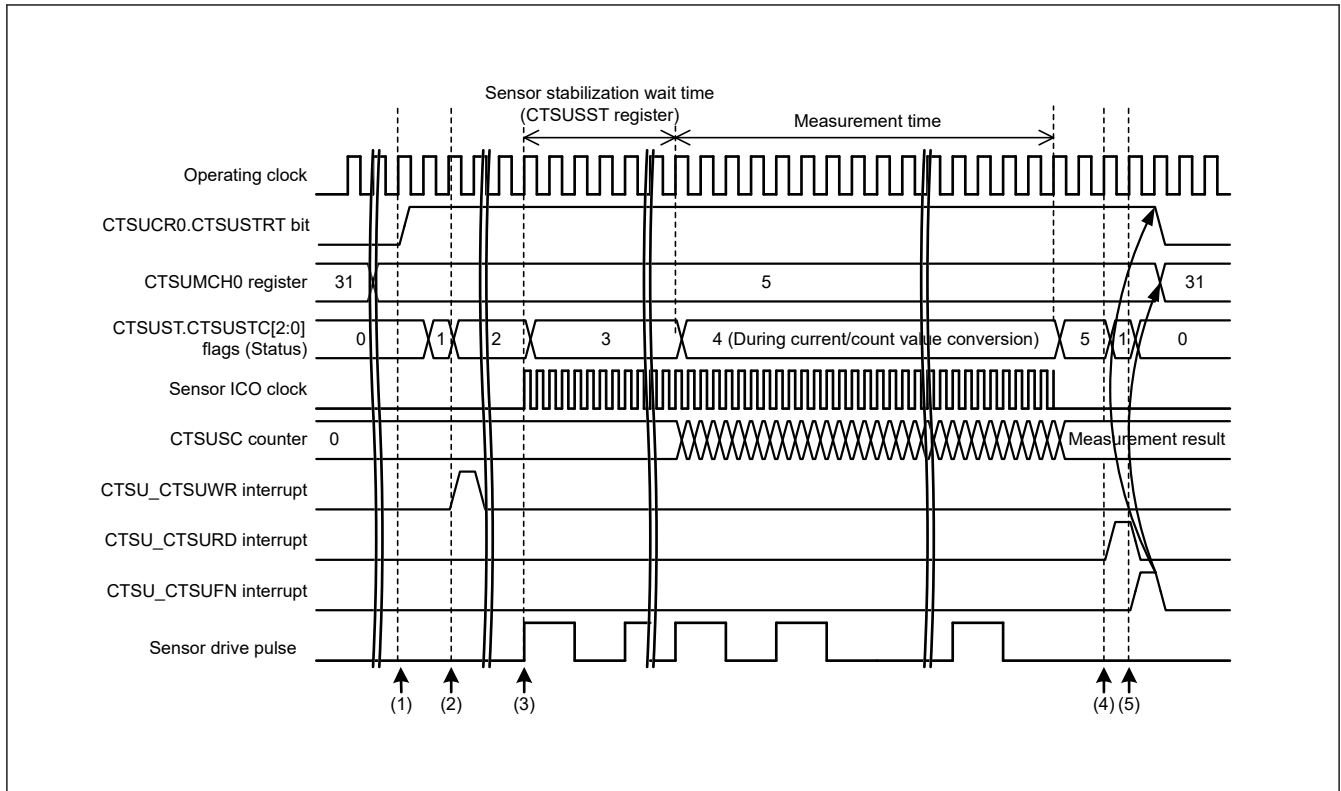 Sensor stabilization wait time
(CTSUSST register)
Measurement time
Operating clock
CTSUCR0.CTSUSTRT bit
CTSUMCH0 register
31
5
31
CTSUST.CTSUSTC[2:0]
flags (Status)
0
1
2
3
4 (During current/count value conversion)
5
1
0
Sensor ICO clock
CTSUSC counter
0
Measurement result
CTSU_CTSUWR interrupt
CTSU_CTSURD interrupt
CTSU_CTSUFN interrupt
Sensor drive pulse
(1)
(2)
(3)
(4)
(5)